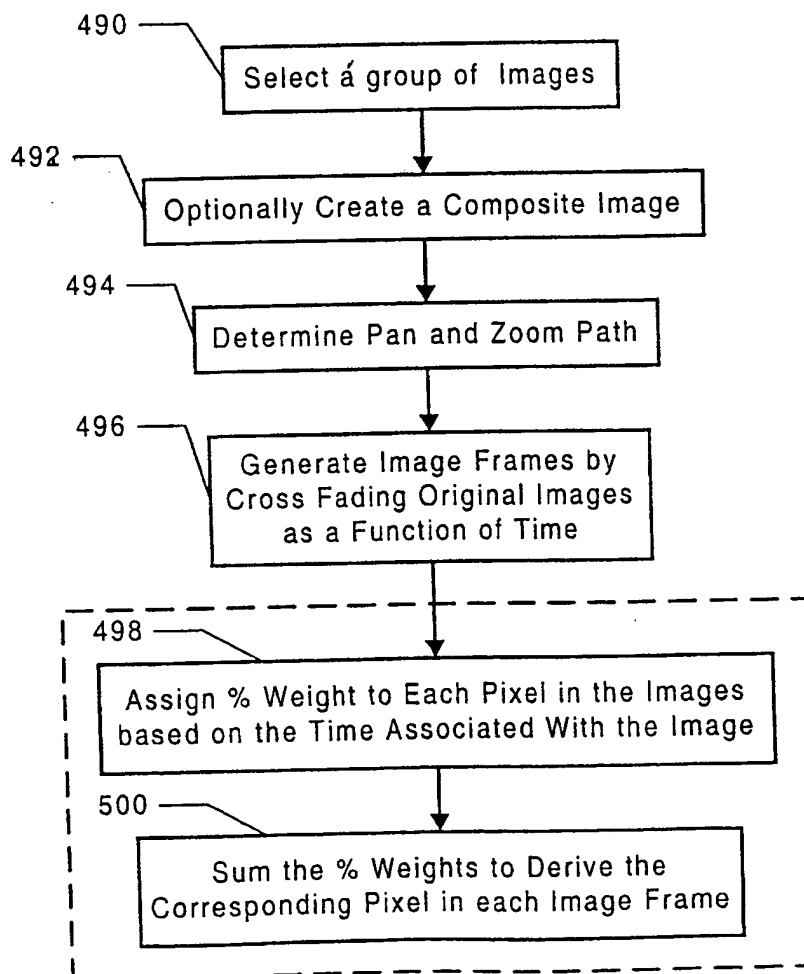 490
Select á group of Images
492
Optionally Create a Composite Image
494
Determine Pan and Zoom Path
496
Generate Image Frames by
Cross Fading Original Images
as a Function of Time
498
Assign % Weight to Each Pixel in the Images
based on the Time Associated With the Image
500
Sum the % Weights to Derive the
Corresponding Pixel in each Image Frame